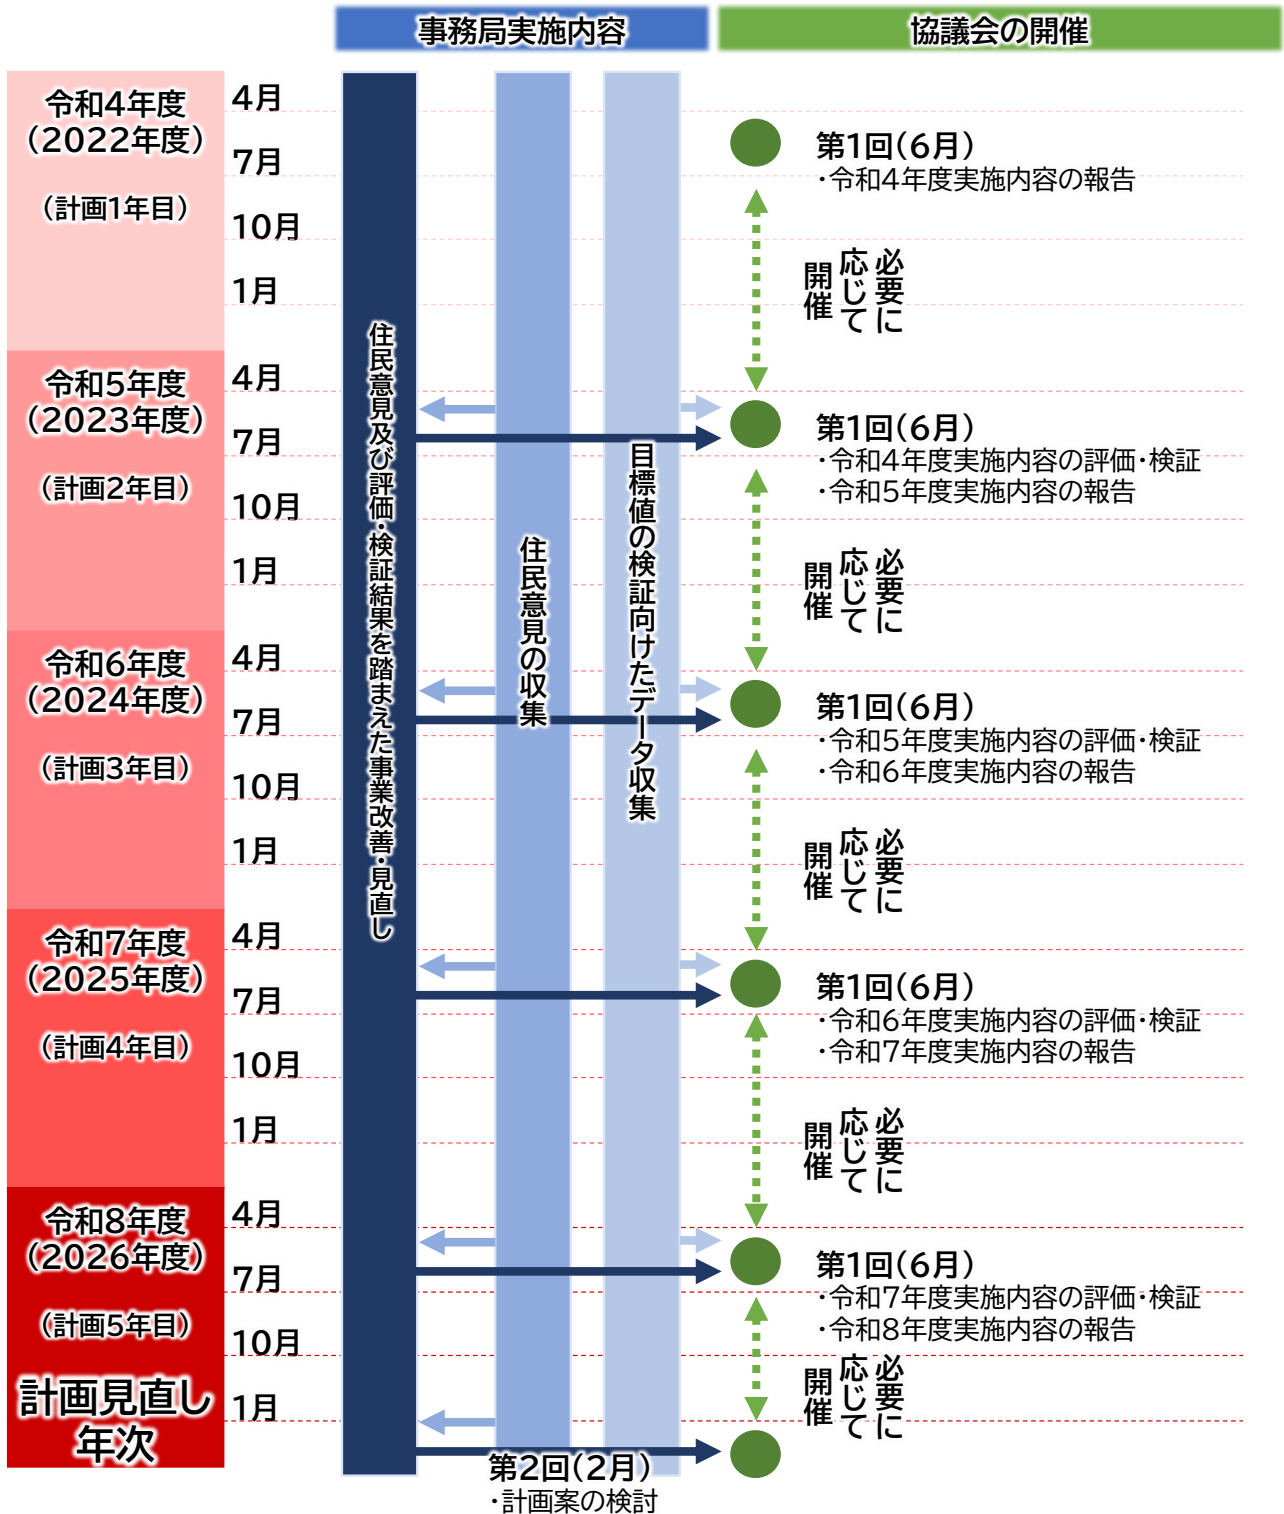 事務局実施内容
協議会の開催
令和4年度
(2022年度)
(計画1年目)
4月
7月
10月
1月
第1回(6月)
・令和4年度実施内容の報告
必要に
応じて
開催
令和5年度
(2023年度)
(計画2年目)
4月
7月
10月
1月
第1回(6月)
・令和4年度実施内容の評価・検証
・令和5年度実施内容の報告
必要に
応じて
開催
令和6年度
(2024年度)
(計画3年目)
4月
7月
10月
1月
第1回(6月)
・令和5年度実施内容の評価・検証
・令和6年度実施内容の報告
必要に
応じて
開催
令和7年度
(2025年度)
(計画4年目)
4月
7月
10月
1月
第1回(6月)
・令和6年度実施内容の評価・検証
・令和7年度実施内容の報告
必要に
応じて
開催
令和8年度
(2026年度)
(計画5年目)
計画見直し
年次
4月
7月
10月
1月
第1回(6月)
・令和7年度実施内容の評価・検証
・令和8年度実施内容の報告
必要に
応じて
開催
住民意見及び評価・検証結果を踏まえた事業改善・見直し
住民意見の収集
目標値の検証向けたデータ収集
第2回(2月)
・計画案の検討